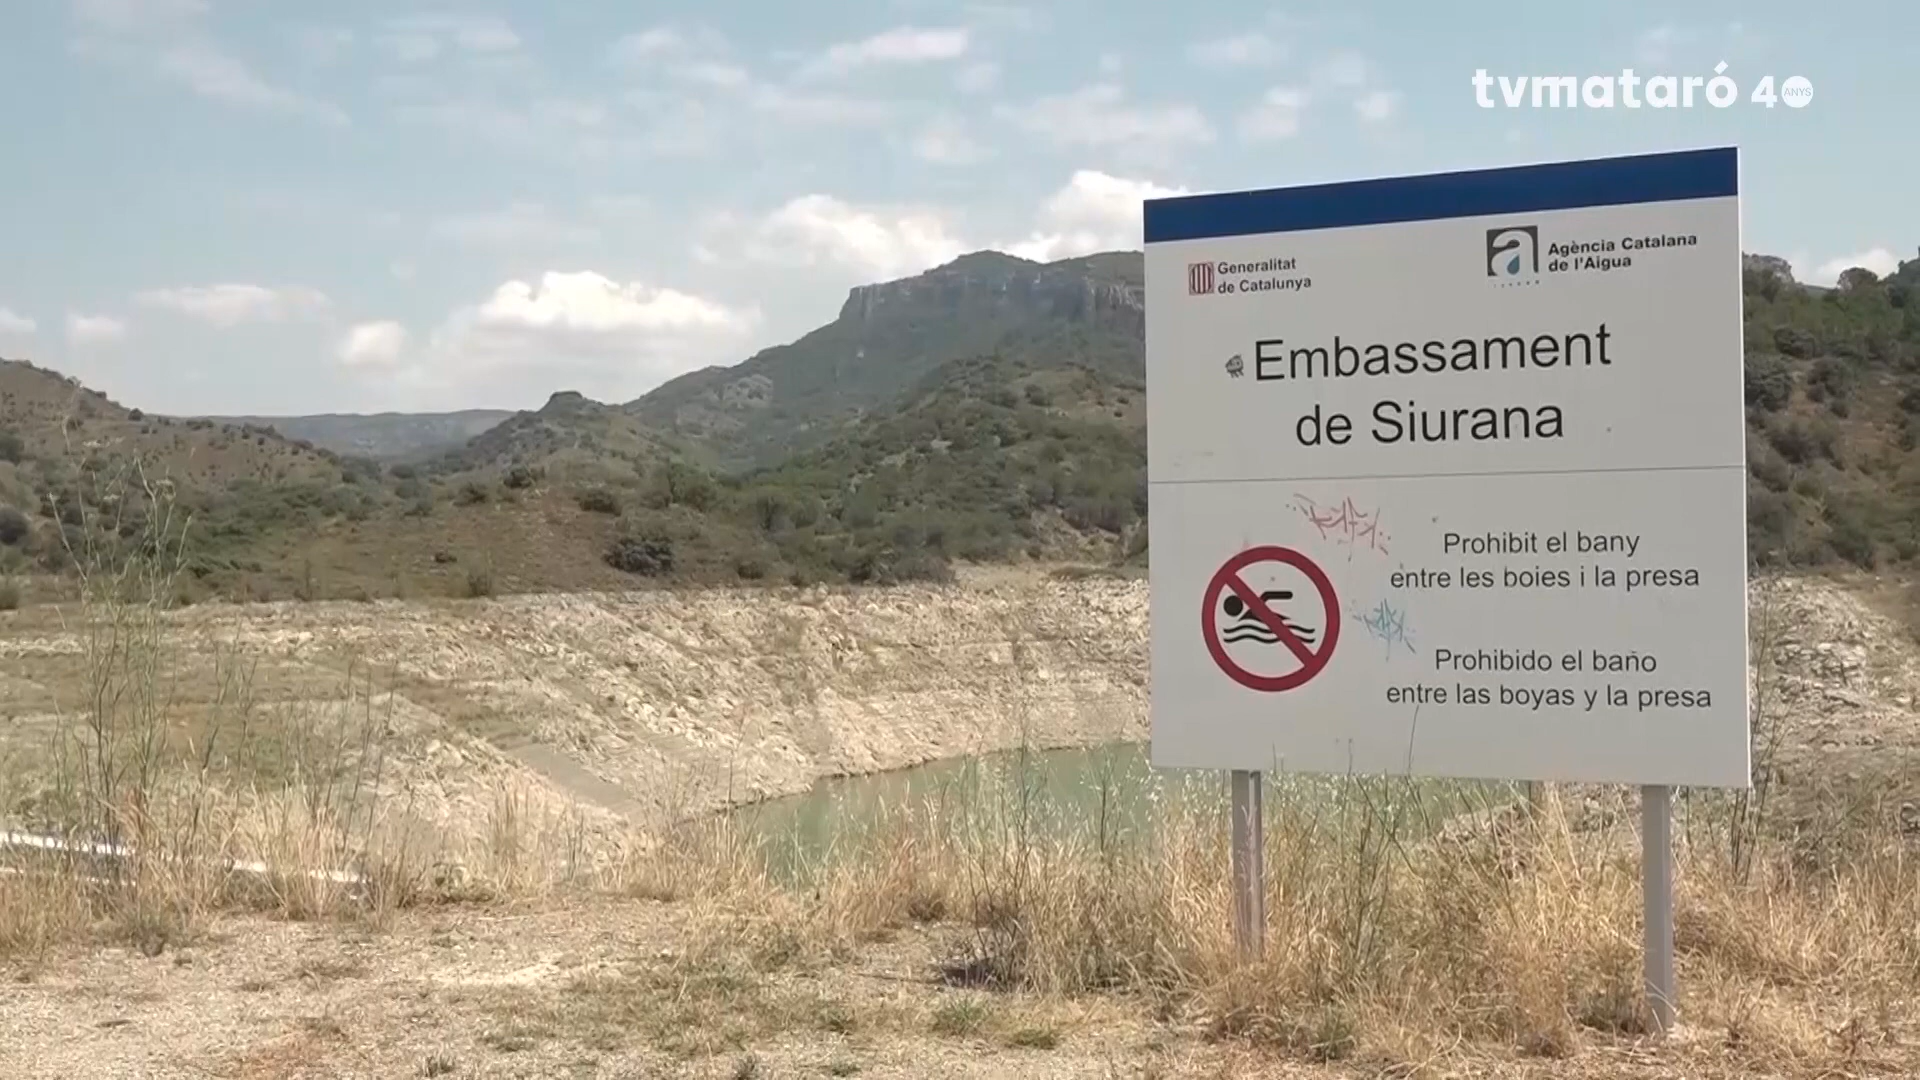 tvmataró 40
ANYS
Generalitat
de Catalunya
Agència Catalana
de l'Aigua
Embassament
de Siurana
Prohibit el bany
entre les boies i la presa
Prohibido el baño
entre las boyas y la presa